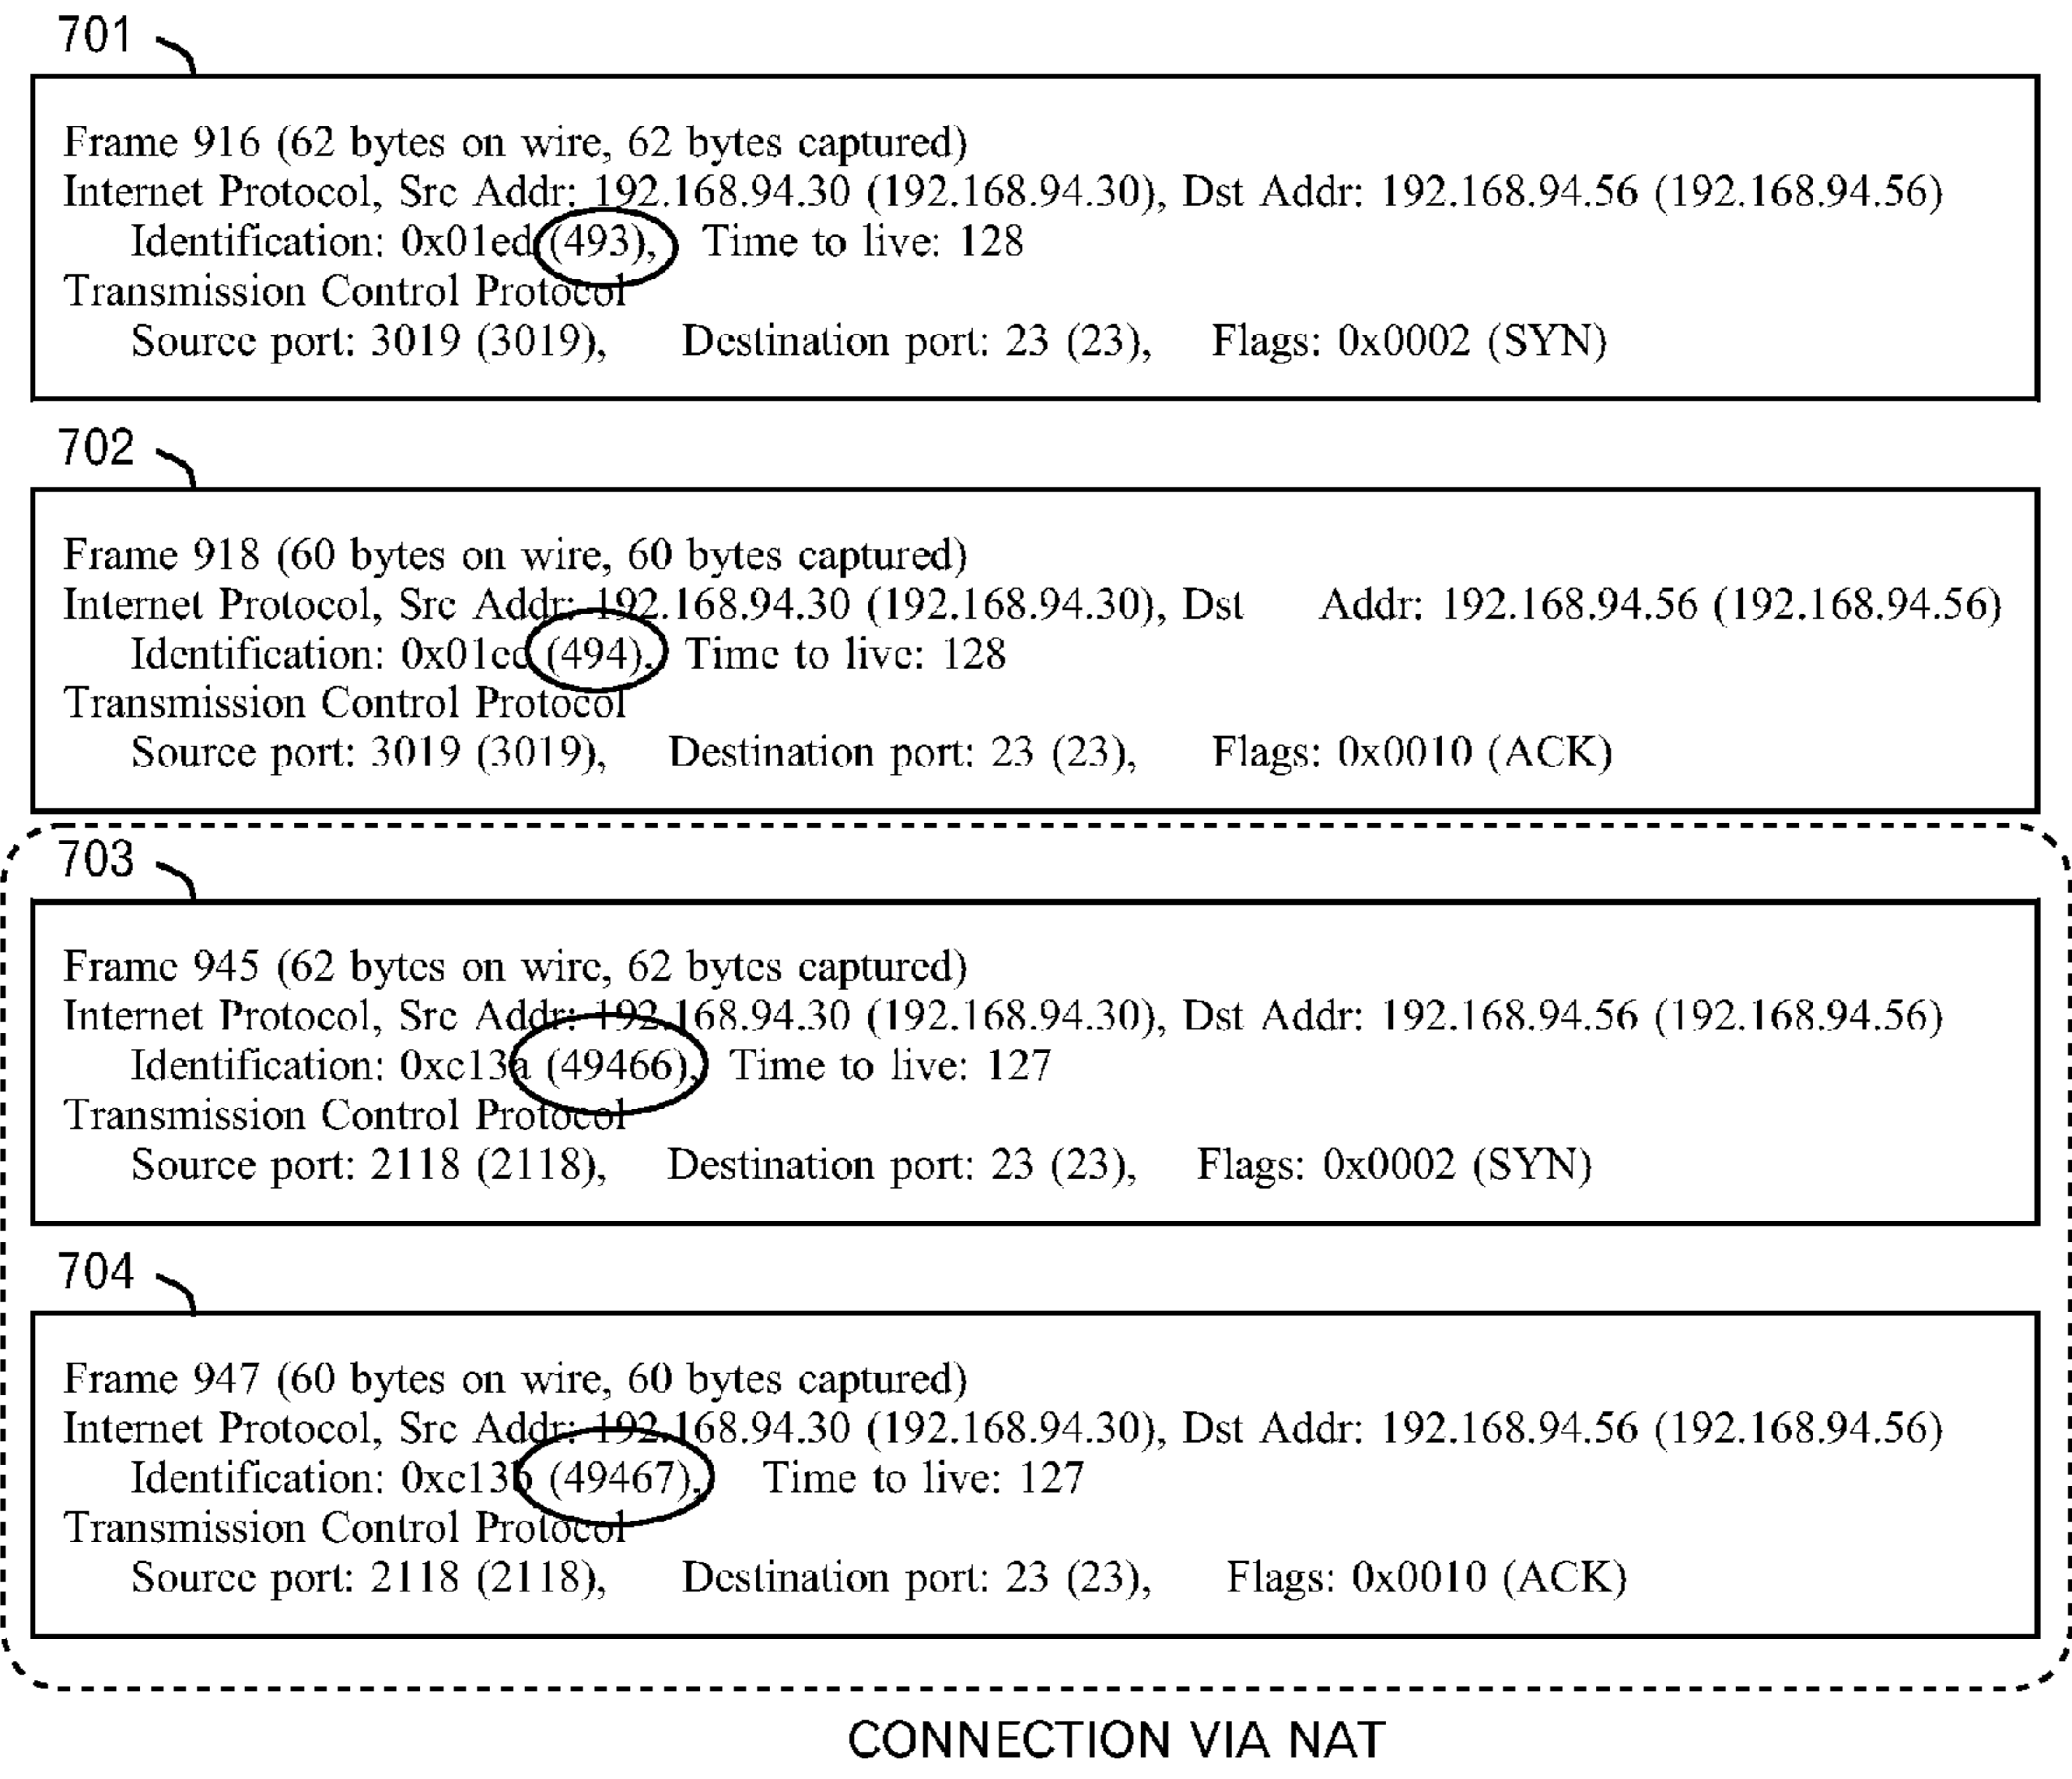 701
Frame 916 (62 bytes on wire, 62 bytes captured)
Internet Protocol, Src Addr: 192.168.94.30 (192.168.94.30), Dst Addr: 192.168.94.56 (192.168.94.56)
Identification: 0x01ed (493), Time to live: 128
Transmission Control Protocol
Source port: 3019 (3019), Destination port: 23 (23), Flags: 0x0002 (SYN)
702
Frame 918 (60 bytes on wire, 60 bytes captured)
Internet Protocol, Src Addr: 192.168.94.30 (192.168.94.30), Dst Addr: 192.168.94.56 (192.168.94.56)
Identification: 0x01ee (494), Time to live: 128
Transmission Control Protocol
Source port: 3019 (3019), Destination port: 23 (23), Flags: 0x0010 (ACK)
703
Frame 945 (62 bytes on wire, 62 bytes captured)
Internet Protocol, Src Addr: 192.168.94.30 (192.168.94.30), Dst Addr: 192.168.94.56 (192.168.94.56)
Identification: 0xc13a (49466), Time to live: 127
Transmission Control Protocol
Source port: 2118 (2118), Destination port: 23 (23), Flags: 0x0002 (SYN)
704
Frame 947 (60 bytes on wire, 60 bytes captured)
Internet Protocol, Src Addr: 192.168.94.30 (192.168.94.30), Dst Addr: 192.168.94.56 (192.168.94.56)
Identification: 0xc13b (49467), Time to live: 127
Transmission Control Protocol
Source port: 2118 (2118), Destination port: 23 (23), Flags: 0x0010 (ACK)
CONNECTION VIA NAT